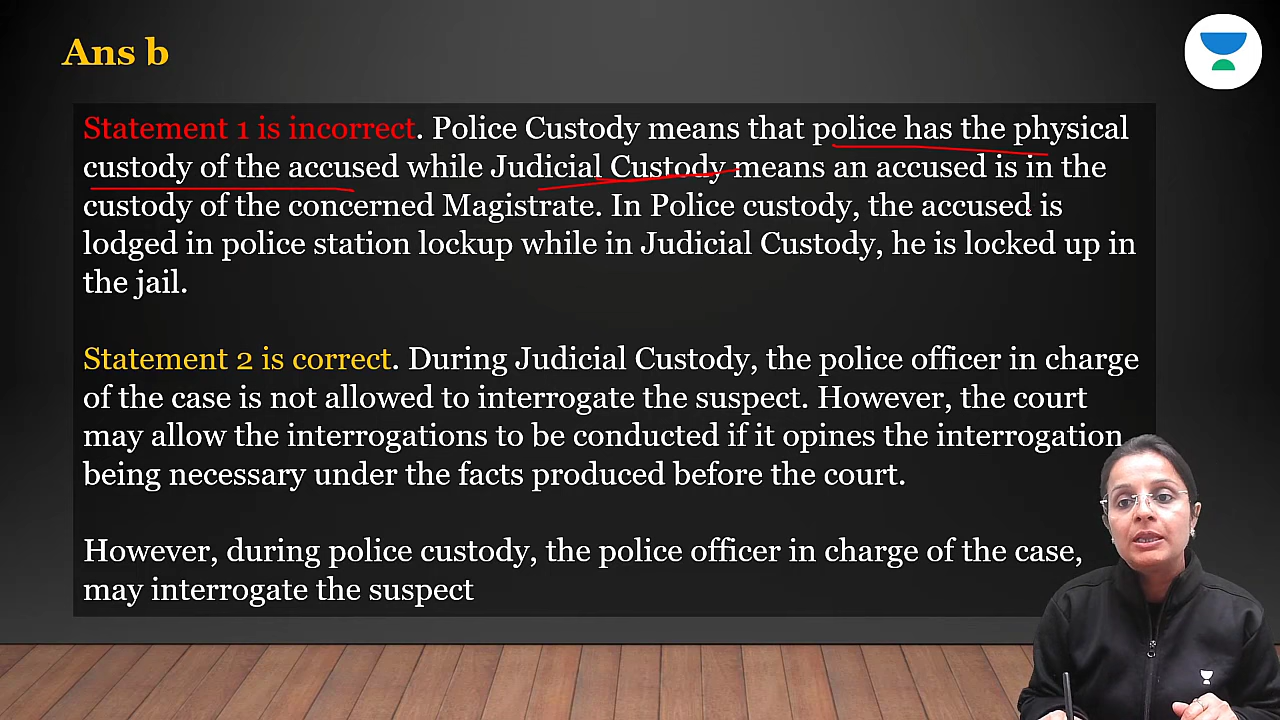 Ans b
Statement 1 is incorrect. Police Custody means that police has the physical
custody of the accused while Judicial Custody means an accused is in the
custody of the concerned Magistrate. In Police custody, the accused is
lodged in police station lockup while in Judicial Custody, he is locked up in
the jail.
Statement 2 is correct. During Judicial Custody, the police officer in charge
of the case is not allowed to interrogate the suspect. However, the court
may allow the interrogations to be conducted if it opines the interrogation
being necessary under the facts produced before the court.
However, during police custody, the police officer in charge of the case,
may interrogate the suspect